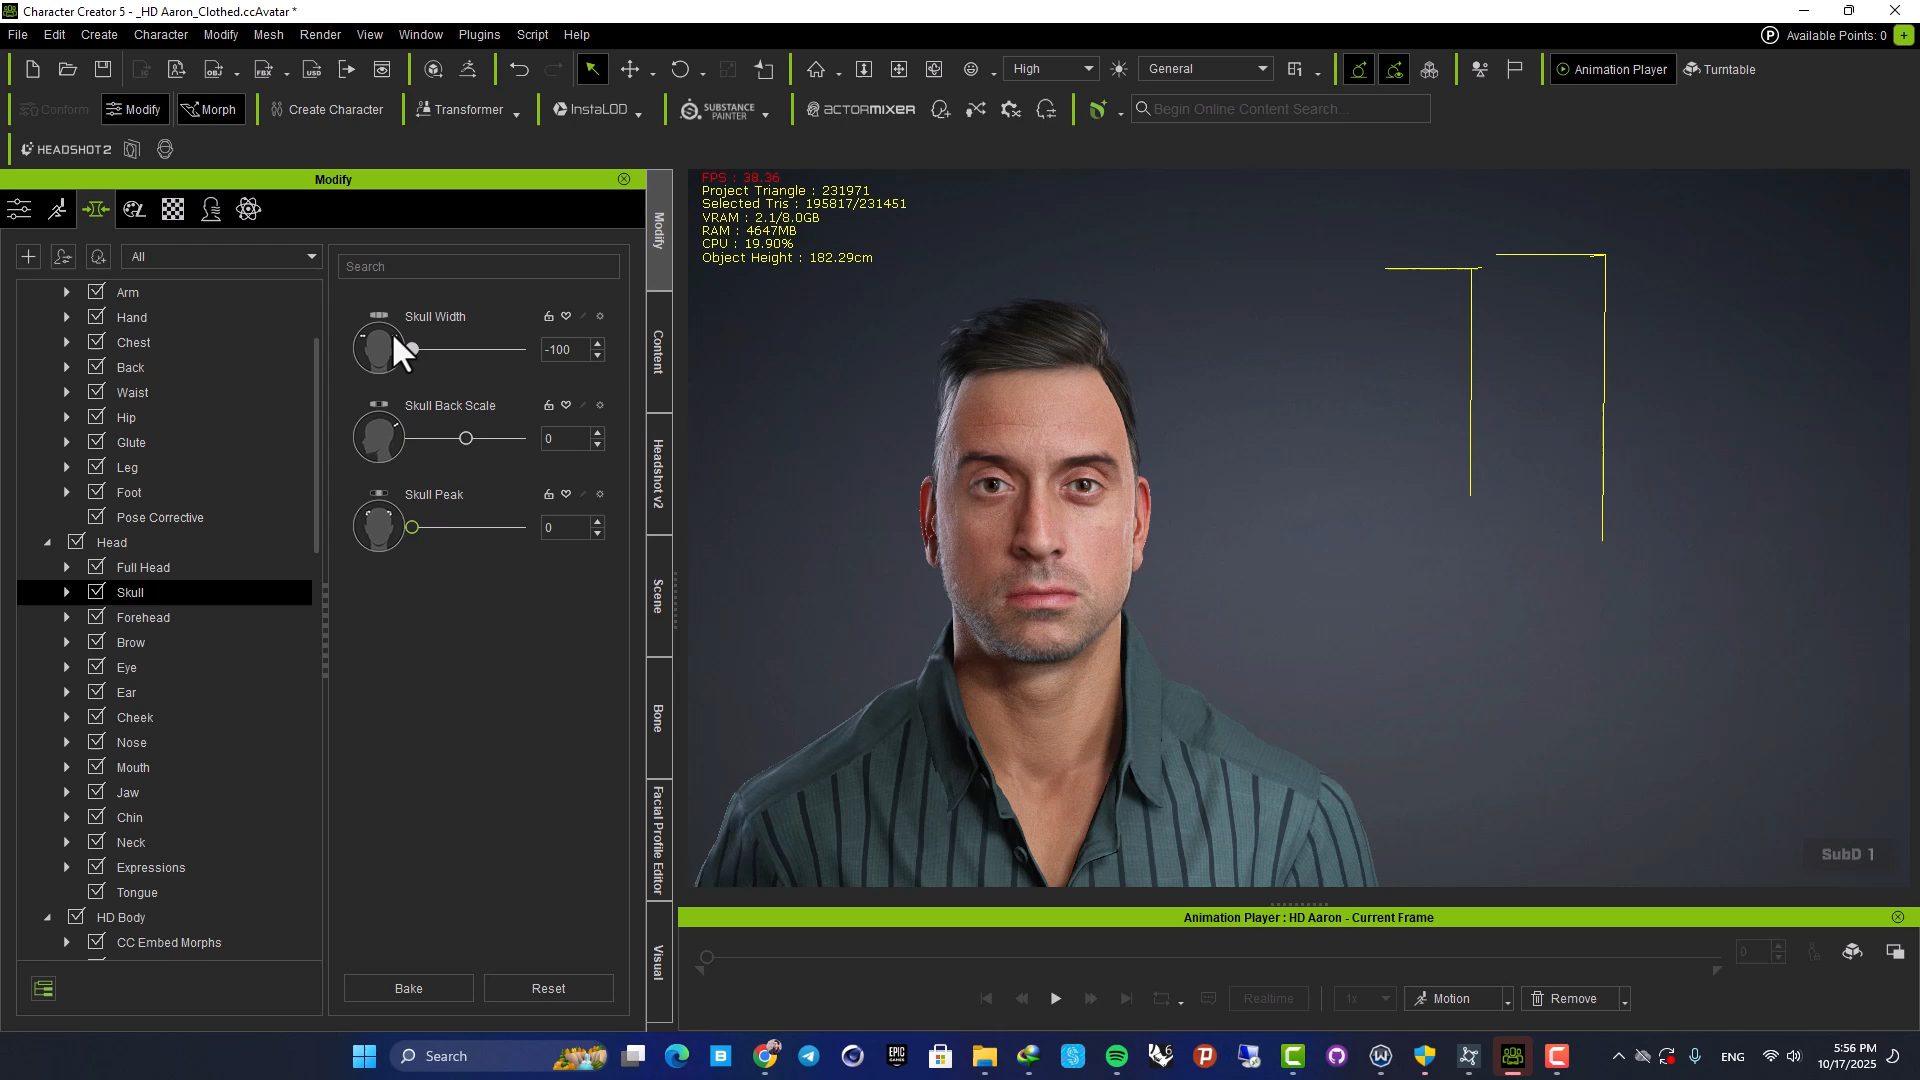 Character Creator 5 - _HD Aaron_Clothed.ccAvatar *
File Edit Create Character Modify Mesh Render View Window Plugins Script Help
Available Points: 0
High
General
Animation Player
Turntable
Conform
Modify
Morph
Create Character
Transformer
InstaLOD
SUBSTANCE PAINTER
ACTORMIXER
Begin Online Content Search...
HEADSHOT 2
Modify
All
Search
Arm
Hand
Chest
Back
Waist
Hip
Glute
Leg
Foot
Pose Corrective
Head
Full Head
Skull
Forehead
Brow
Eye
Ear
Cheek
Nose
Mouth
Jaw
Chin
Neck
Expressions
Tongue
HD Body
CC Embed Morphs
Skull Width
-100
Skull Back Scale
0
Skull Peak
0
Bake
Reset
Modify
Content
Headshot v2
Scene
Bone
Facial Profile Editor
Visual
FPS : 38.36
Project Triangle : 231971
Selected Tris : 195817/231451
VRAM : 2.1/8.0GB
RAM : 4647MB
CPU : 19.90%
Object Height : 182.29cm
SubD 1
Animation Player : HD Aaron - Current Frame
0
Realtime
1x
Motion
Remove
Search
EPIC GAMES
ENG
5:56 PM
10/17/2025